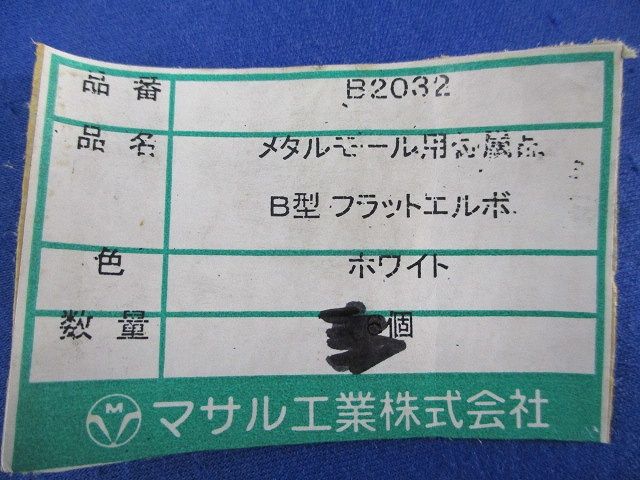 品番 B2032
品名 メタルモール用付属品
B型 フラットエルボ
色 ホワイト
数量 6個
M マサル工業株式会社